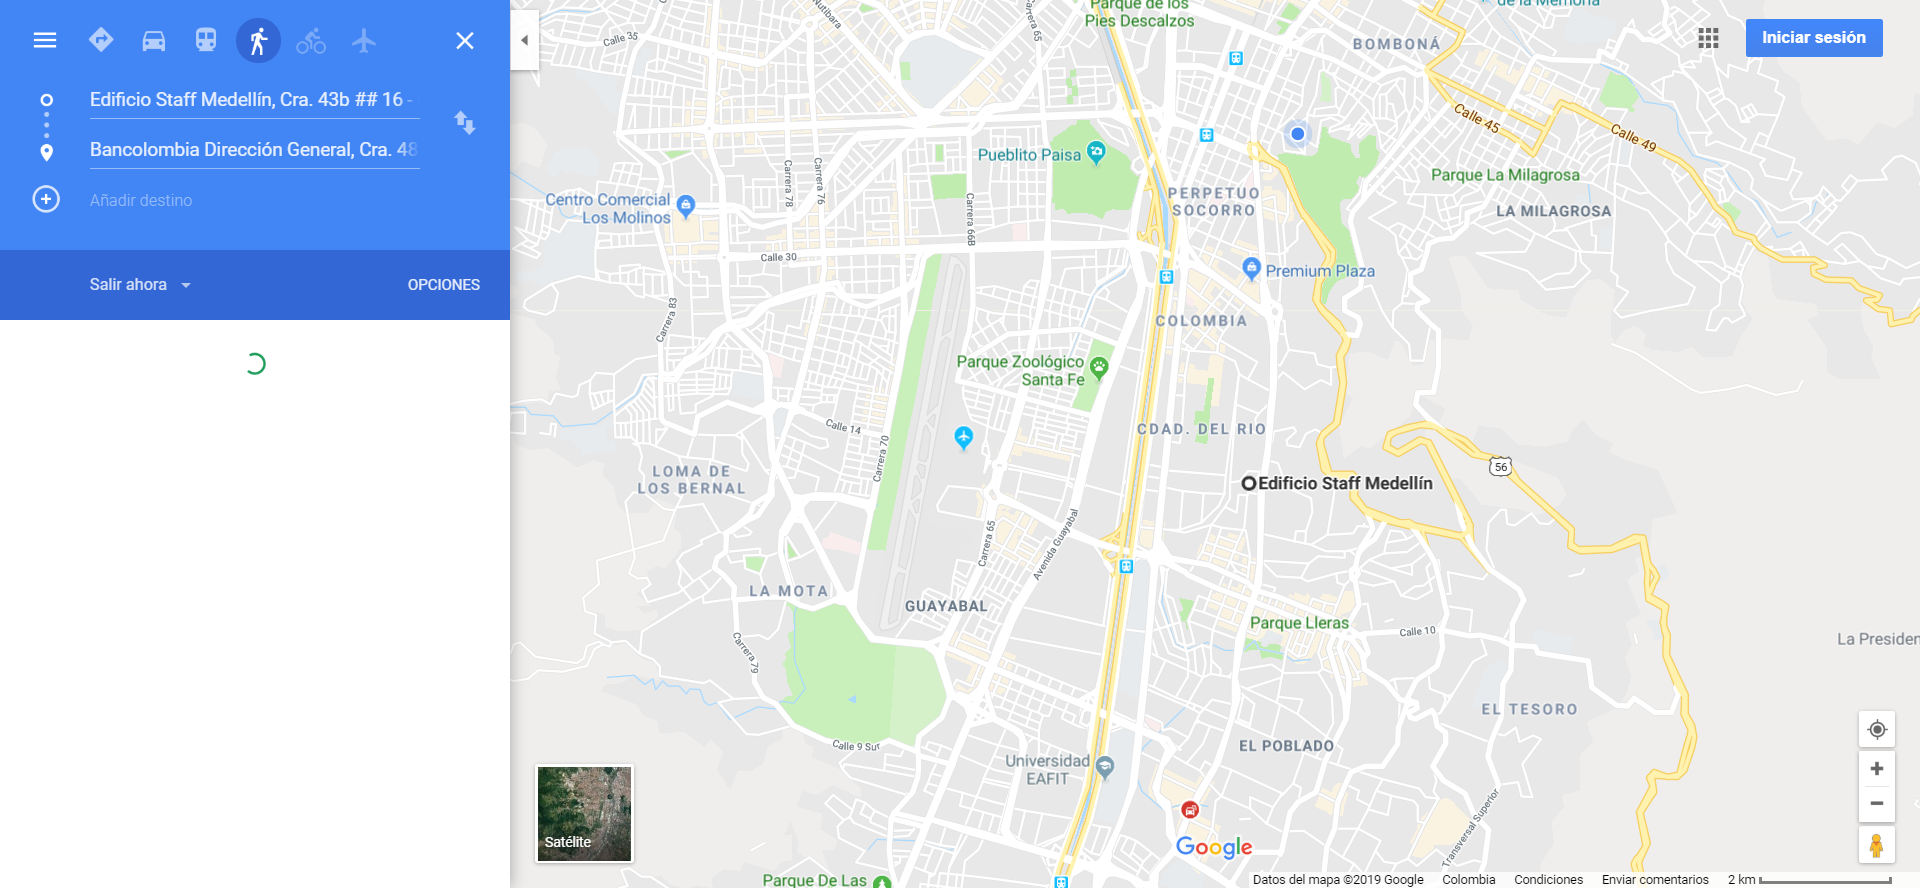 Edificio Staff Medellín, Cra. 43b ## 16 -
Bancolombia Dirección General, Cra. 48
Añadir destino
Salir ahora
OPCIONES
Iniciar sesión
Parque de los
Pies Descalzos
BOMBONÁ
Nutibara
Calle 35
Carrera 65
Calle 45
Calle 49
Pueblito Paisa
Parque La Milagrosa
LA MILAGROSA
PERPETUO
SOCORRO
Carrera 78
Carrera 76
Centro Comercial
Los Molinos
Carrera 66B
Calle 30
Premium Plaza
Carrera 83
COLOMBIA
Parque Zoológico
Santa Fe
Calle 14
CDAD. DEL RIO
Carrera 70
LOMA DE
LOS BERNAL
56
Edificio Staff Medellín
Carrera 65
Avenida Guayabal
LA MOTA
GUAYABAL
Parque Lleras
Calle 10
La Presiden
Carrera 79
EL TESORO
Calle 9 Sur
EL POBLADO
Universidad
EAFIT
Transversal Superior
Satélite
Google
Parque De Las
Datos del mapa ©2019 Google
Colombia
Condiciones
Enviar comentarios
2 km